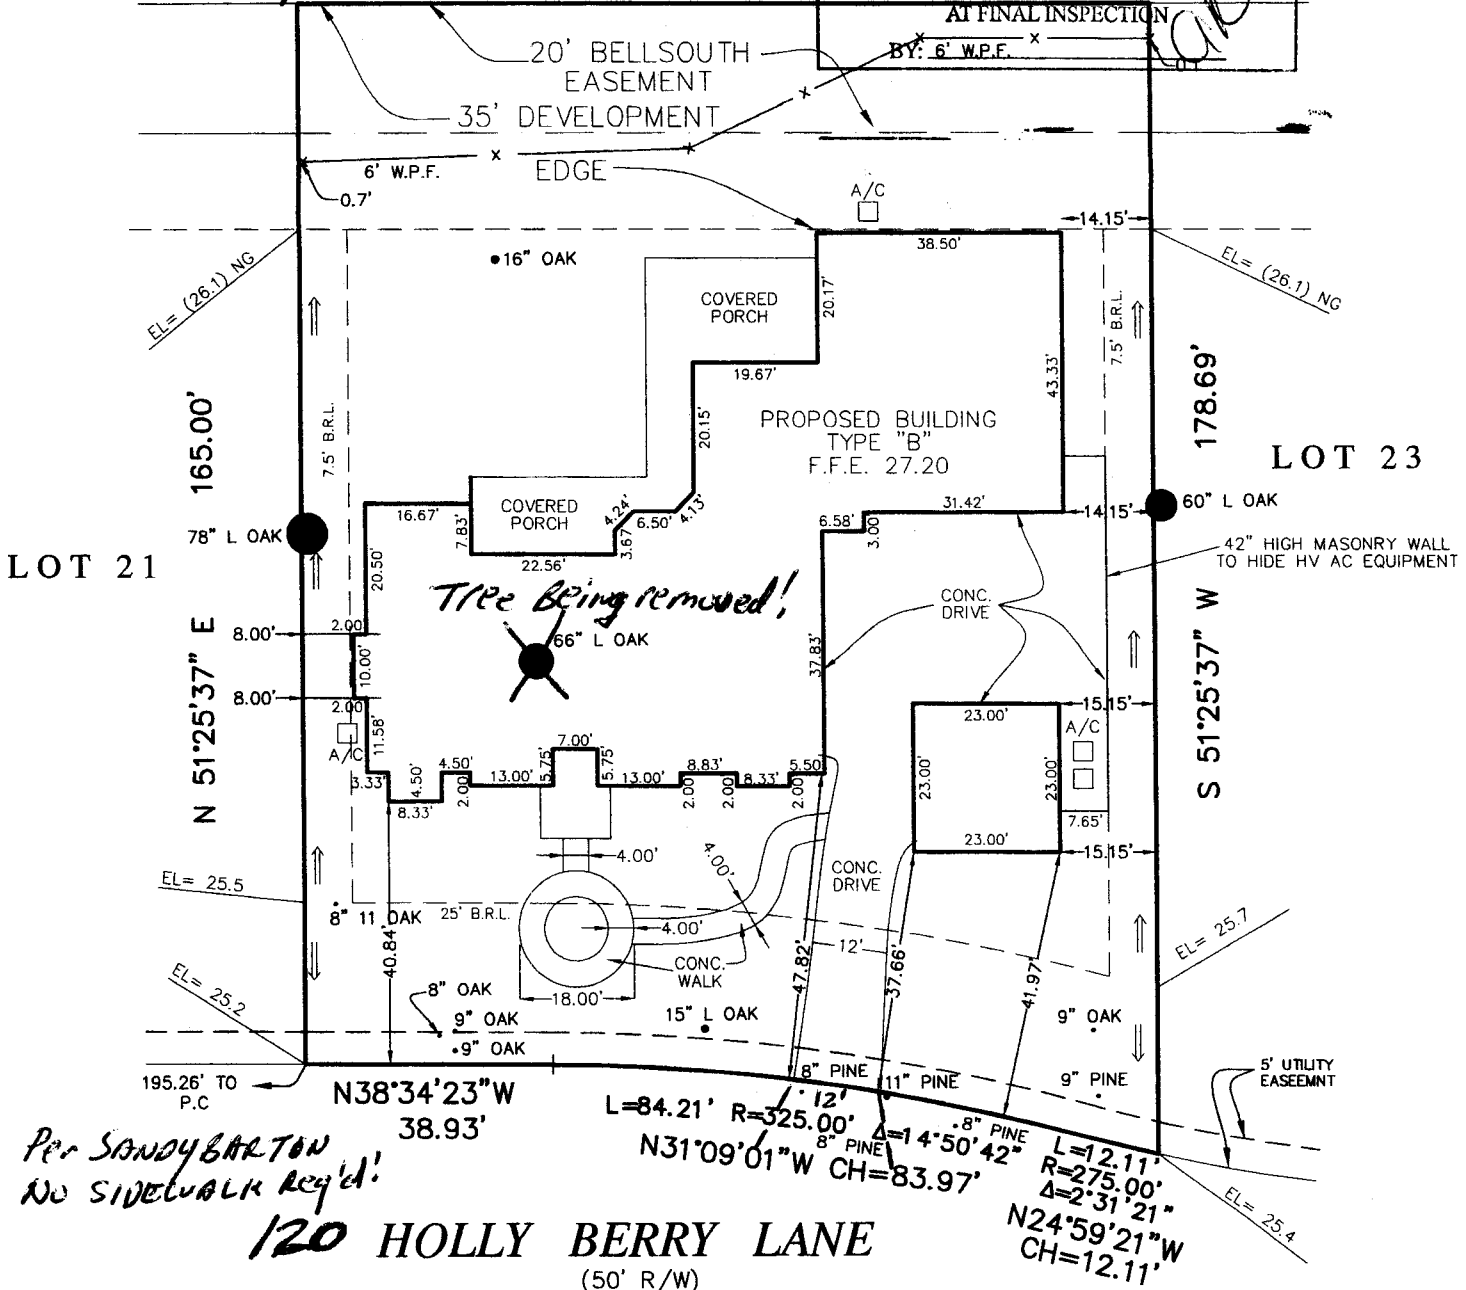 AT FINAL INSPECTION
BY: 6' W.P.F.
20' BELLSOUTH
EASEMENT
35' DEVELOPMENT
EDGE
6' W.P.F.
0.7'
A/C
14.15'
38.50'
EL= (26.1) NG
16" OAK
COVERED
PORCH
20.17'
7.5' B.R.L.
EL= (26.1) NG
19.67'
43.33'
165.00'
7.5' B.R.L.
20.15'
PROPOSED BUILDING
TYPE "B"
F.F.E. 27.20
178.69'
LOT 23
16.67'
7.83'
COVERED
PORCH
4.24'
6.50'
4.13'
3.67
31.42'
6.58'
3.00'
14.15'
60" L OAK
78" L OAK
22.56'
LOT 21
20.50'
42" HIGH MASONRY WALL
TO HIDE HV AC EQUIPMENT
Tree Being removed!
CONC.
DRIVE
8.00'
2.00'
66" L OAK
37.83'
10.00'
N 51°25'37" E
S 51°25'37" W
8.00'
2.00'
11.58'
A/C
23.00'
15.15'
A/C
7.00'
5.75'
5.75'
3.33'
4.50'
4.50'
8.33'
2.00'
13.00'
13.00'
8.83'
2.00'
2.00'
8.33'
5.50'
2.00'
23.00'
23.00'
7.65'
23.00'
15.15'
4.00'
4.00'
CONC.
DRIVE
EL= 25.5
8" 11 OAK
25' B.R.L.
4.00'
40.84'
12'
47.82'
37.66'
41.97'
EL= 25.7
CONC.
WALK
18.00'
EL= 25.2
8" OAK
9" OAK
9" OAK
15" L OAK
9" OAK
195.26' TO
P.C
8" PINE
11" PINE
9" PINE
5' UTILITY
EASEEMNT
N38°34'23"W
38.93'
12'
L=84.21' R=325.00' Δ=14°50'42"
8" PINE
8" PINE
N31°09'01"W CH=83.97'
L=12.11'
R=275.00'
Δ=2°31'21"
N24°59'21"W
CH=12.11'
EL= 25.4
Per SANDY BARTON
No SIDEWALK Req'd!
120 HOLLY BERRY LANE
(50' R/W)